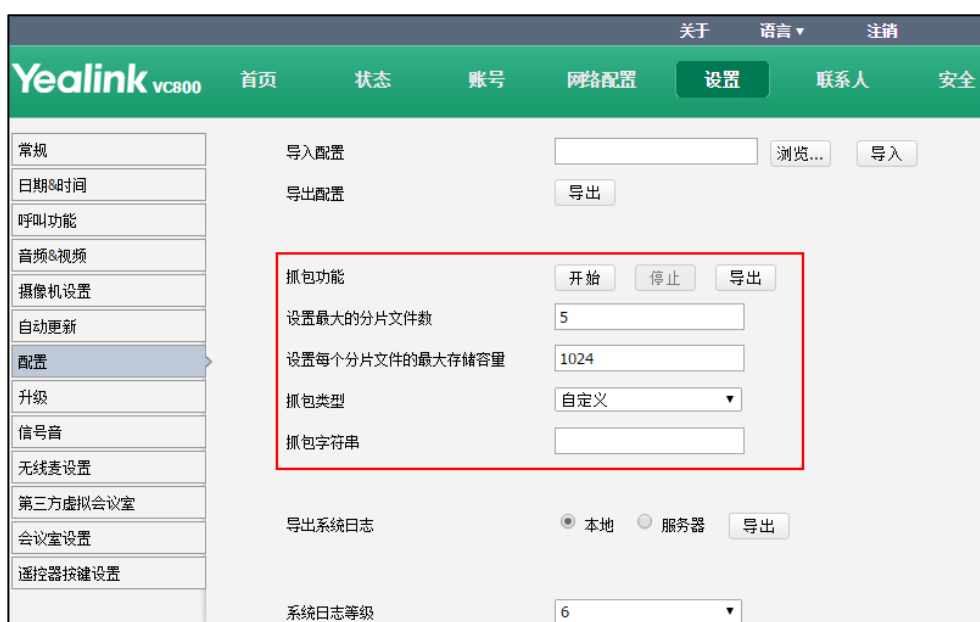 关于 语言▼ 注销
Yealink VC800 首页 状态 账号 网络配置 设置 联系人 安全
常规
日期&时间
呼叫功能
音频&视频
摄像机设置
自动更新
配置
升级
信号音
无线麦设置
第三方虚拟会议室
会议室设置
遥控器按键设置
导入配置 浏览... 导入
导出配置 导出
抓包功能 开始 停止 导出
设置最大的分片文件数 5
设置每个分片文件的最大存储容量 1024
抓包类型 自定义 ▼
抓包字符串
导出系统日志 本地 服务器 导出
系统日志等级 6 ▼